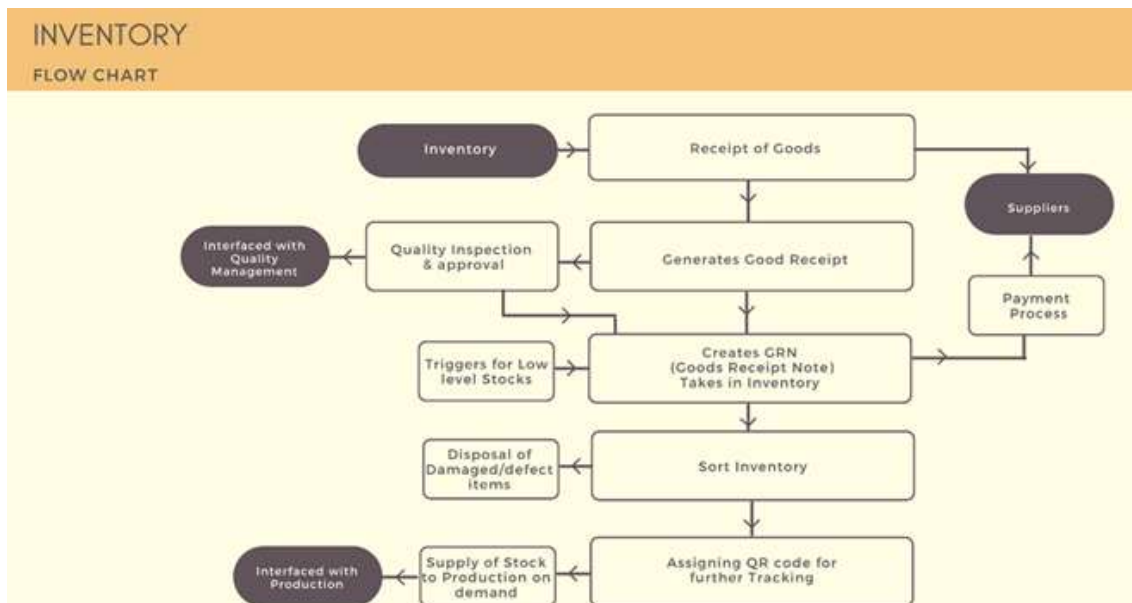 INVENTORY
FLOW CHART
Inventory
Receipt of Goods
Suppliers
Interfaced with
Quality
Management
Quality Inspection
& approval
Generates Good Receipt
Payment
Process
Triggers for Low
level Stocks
Creates GRN
(Goods Receipt Note)
Takes in Inventory
Disposal of
Damaged/defect
items
Sort Inventory
Interfaced with
Production
Supply of Stock
to Production on
demand
Assigning QR code for
further Tracking